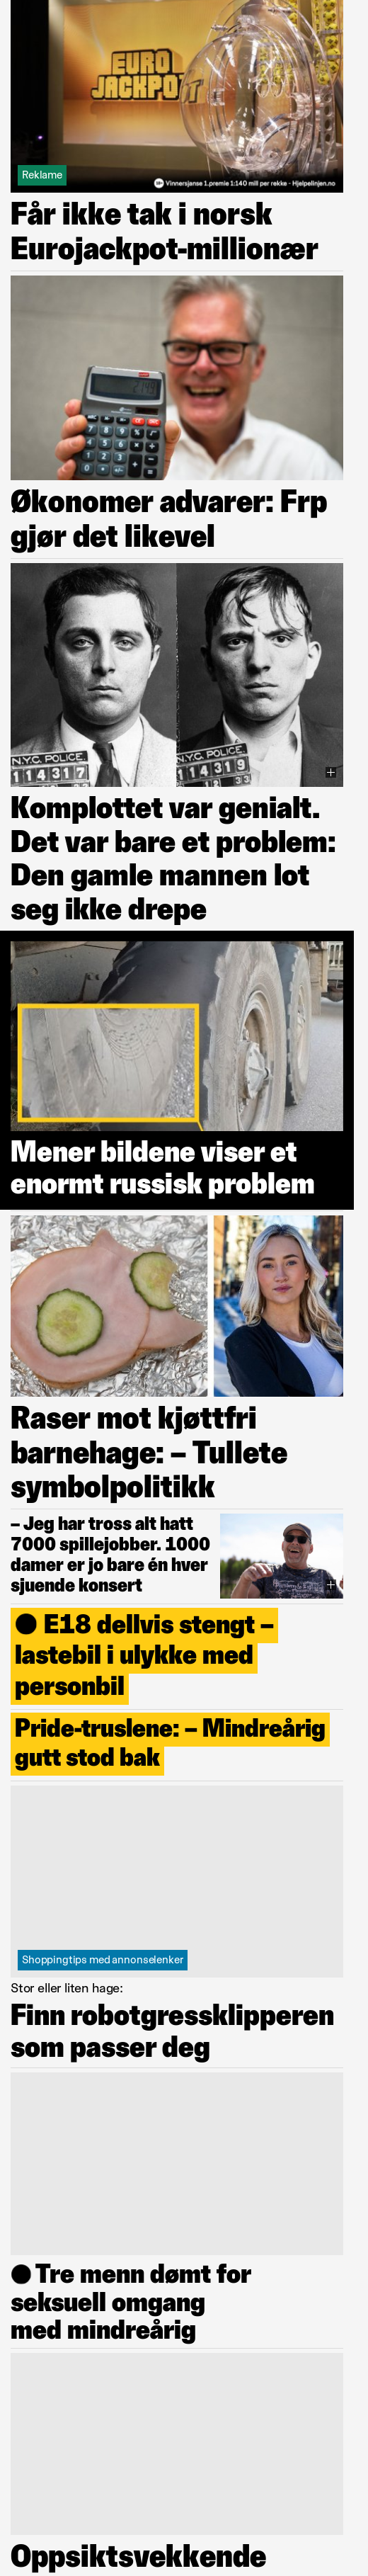 EURO
JACKPOT
Reklame
18+ Vinnersjanse 1.premie 1:140 mill per rekke - Hjelpelinjen.no
Får ikke tak i norsk
Eurojackpot-millionær
Økonomer advarer: Frp
gjør det likevel
N.Y.C. POLICE
114317
N.Y.C. POLICE
114319
Komplottet var genialt.
Det var bare et problem:
Den gamle mannen lot
seg ikke drepe
Mener bildene viser et
enormt russisk problem
Raser mot kjøttfri
barnehage: – Tullete
symbolpolitikk
– Jeg har tross alt hatt
7000 spillejobber. 1000
damer er jo bare én hver
sjuende konsert
● E18 dellvis stengt –
lastebil i ulykke med
personbil
Pride-truslene: – Mindreårig
gutt stod bak
Shoppingtips med annonselenker
Stor eller liten hage:
Finn robotgressklipperen
som passer deg
● Tre menn dømt for
seksuell omgang
med mindreårig
Oppsiktsvekkende